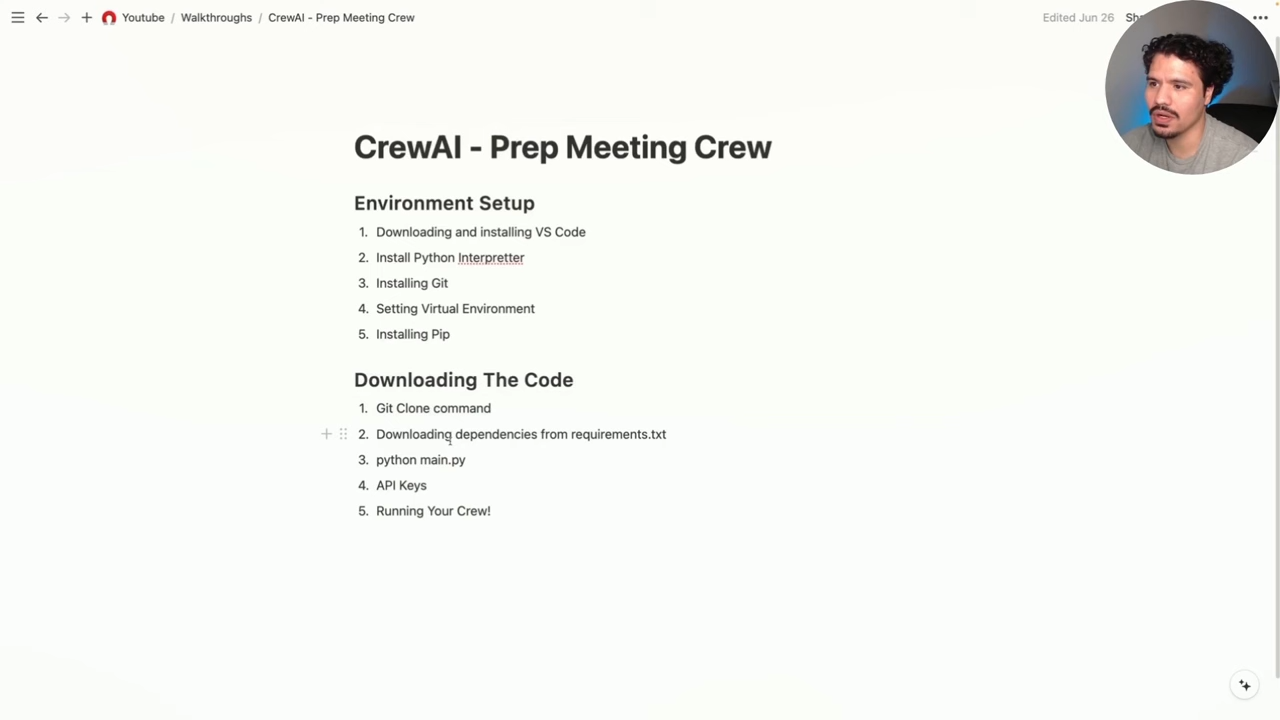 Youtube / Walkthroughs / CrewAI - Prep Meeting Crew
Edited Jun 26
CrewAI - Prep Meeting Crew
Environment Setup
1. Downloading and installing VS Code
2. Install Python Interpretter
3. Installing Git
4. Setting Virtual Environment
5. Installing Pip
Downloading The Code
1. Git Clone command
2. Downloading dependencies from requirements.txt
3. python main.py
4. API Keys
5. Running Your Crew!